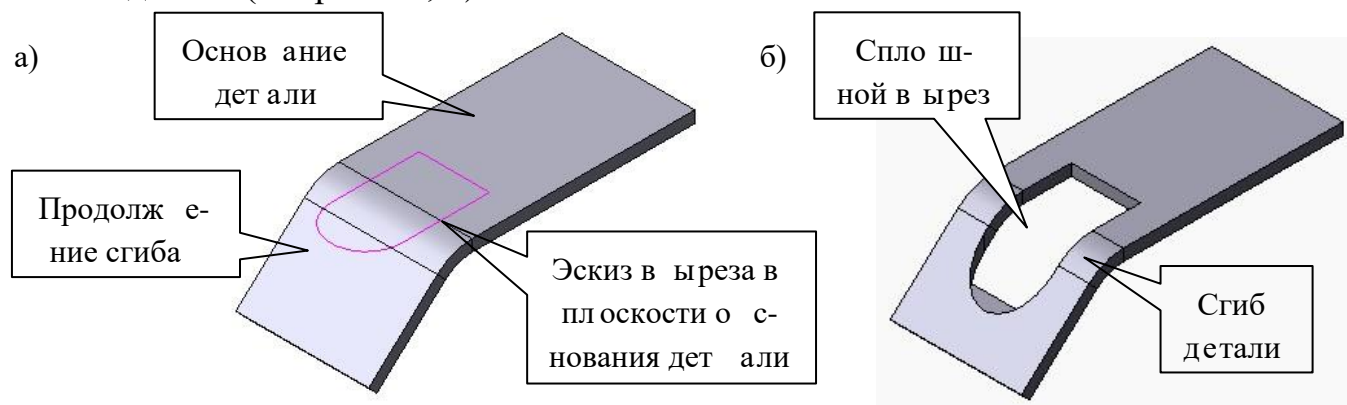 а)
Основ ание
дет али
Продолж е-
ние сгиба
Эскиз в ыреза в
пл оскости о с-
нования дет али
б)
Спло ш-
ной в ырез
Сгиб
детали